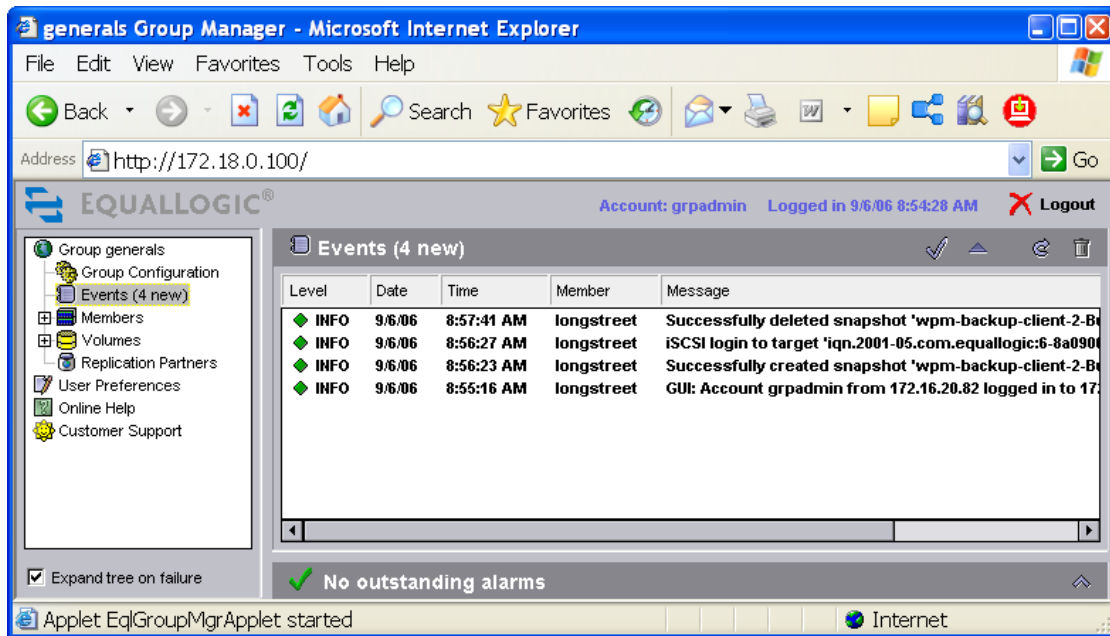 generals Group Manager - Microsoft Internet Explorer
File Edit View Favorites Tools Help
Back Search Favorites
Address http://172.18.0.100/ Go
EQUALLOGIC® Account: grpadmin Logged in 9/6/06 8:54:28 AM Logout
Group generals
Group Configuration
Events (4 new)
Members
Volumes
Replication Partners
User Preferences
Online Help
Customer Support
Expand tree on failure
Events (4 new)
Level Date Time Member Message
INFO 9/6/06 8:57:41 AM longstreet Successfully deleted snapshot 'wpm-backup-client-2-B
INFO 9/6/06 8:56:27 AM longstreet iSCSI login to target 'iqn.2001-05.com.equallogic:6-8a090
INFO 9/6/06 8:56:23 AM longstreet Successfully created snapshot 'wpm-backup-client-2-B
INFO 9/6/06 8:55:16 AM longstreet GUI: Account grpadmin from 172.16.20.82 logged in to 17
No outstanding alarms
Applet EqlGroupMgrApplet started Internet